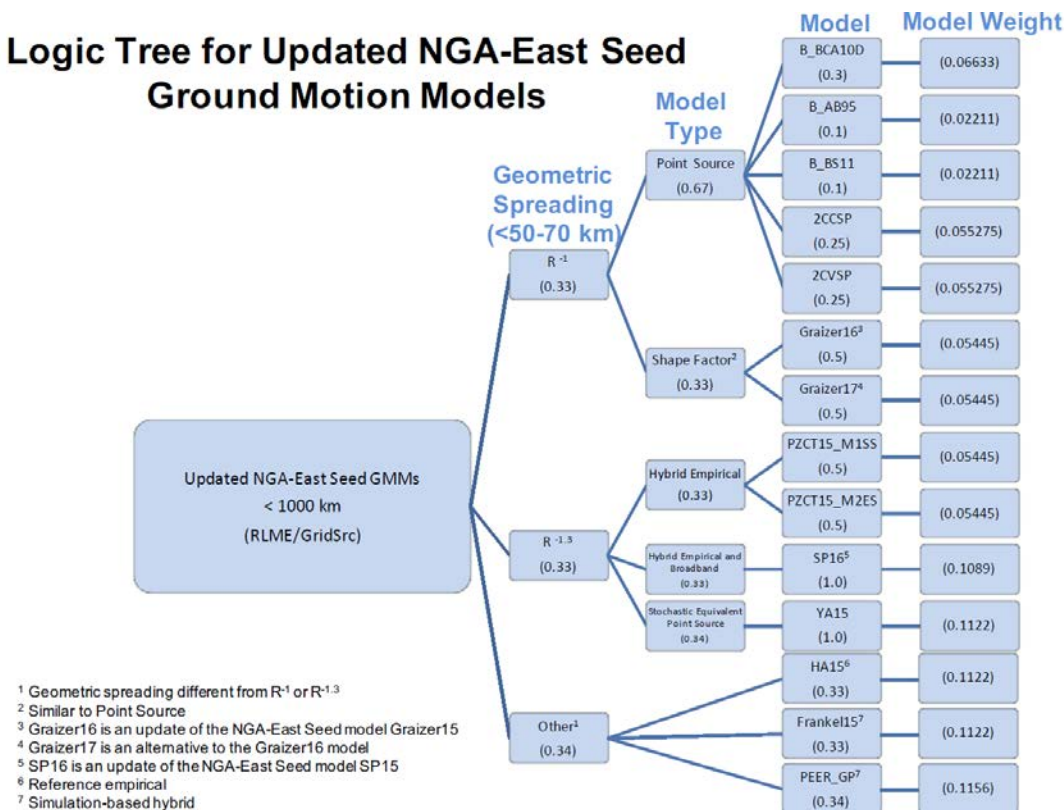 Logic Tree for Updated NGA-East Seed
Ground Motion Models
Geometric
Spreading
(<50-70 km)
Model
Type
Model
Model Weight
Updated NGA-East Seed GMMs
< 1000 km
(RLME/GridSrc)
R⁻¹
(0.33)
R⁻¹·³
(0.33)
Other¹
(0.34)
Point Source
(0.67)
Shape Factor²
(0.33)
Hybrid Empirical
(0.33)
Hybrid Empirical and
Broadband
(0.33)
Stochastic Equivalent
Point Source
(0.34)
B_BCA10D
(0.3)
(0.06633)
B_AB95
(0.1)
(0.02211)
B_BS11
(0.1)
(0.02211)
2CCSP
(0.25)
(0.055275)
2CVSP
(0.25)
(0.055275)
Graizer16³
(0.5)
(0.05445)
Graizer17⁴
(0.5)
(0.05445)
PZCT15_M1SS
(0.5)
(0.05445)
PZCT15_M2ES
(0.5)
(0.05445)
SP16⁵
(1.0)
(0.1089)
YA15
(1.0)
(0.1122)
HA15⁶
(0.33)
(0.1122)
Frankel15⁷
(0.33)
(0.1122)
PEER_GP⁷
(0.34)
(0.1156)
¹ Geometric spreading different from R⁻¹ or R⁻¹·³
² Similar to Point Source
³ Graizer16 is an update of the NGA-East Seed model Graizer15
⁴ Graizer17 is an alternative to the Graizer16 model
⁵ SP16 is an update of the NGA-East Seed model SP15
⁶ Reference empirical
⁷ Simulation-based hybrid